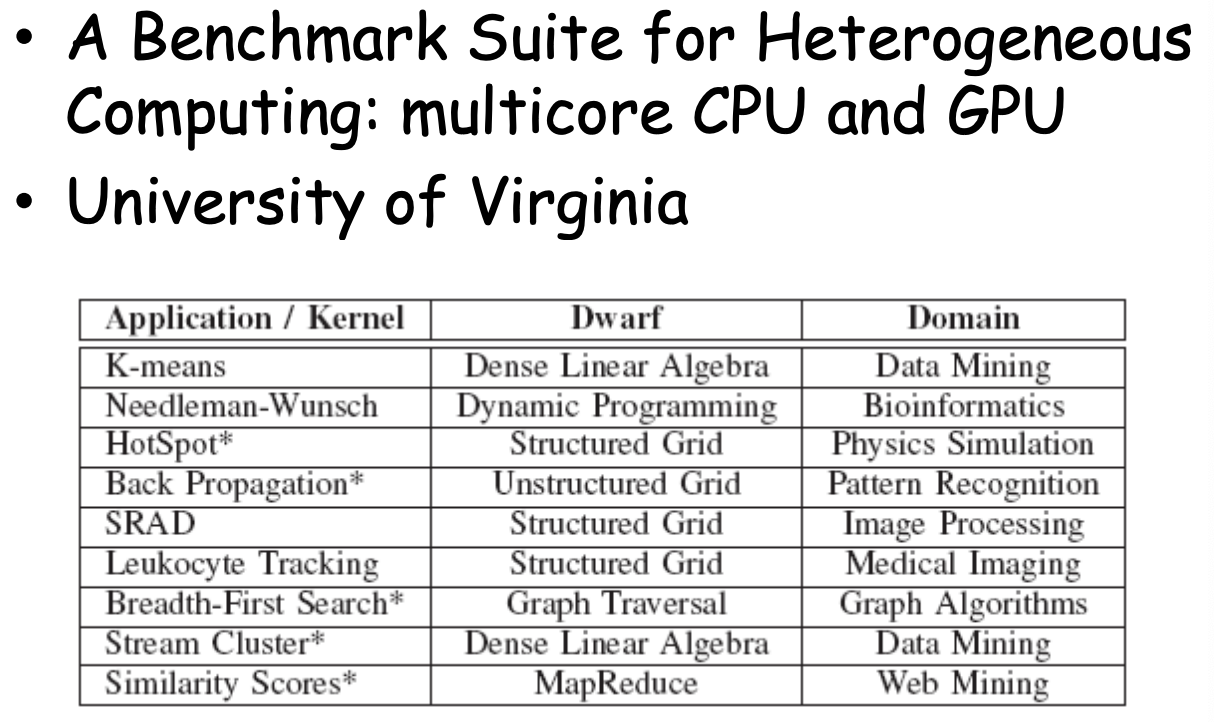 • A Benchmark Suite for Heterogeneous
Computing: multicore CPU and GPU
• University of Virginia
Application / Kernel Dwarf Domain
K-means Dense Linear Algebra Data Mining
Needleman-Wunsch Dynamic Programming Bioinformatics
HotSpot* Structured Grid Physics Simulation
Back Propagation* Unstructured Grid Pattern Recognition
SRAD Structured Grid Image Processing
Leukocyte Tracking Structured Grid Medical Imaging
Breadth-First Search* Graph Traversal Graph Algorithms
Stream Cluster* Dense Linear Algebra Data Mining
Similarity Scores* MapReduce Web Mining